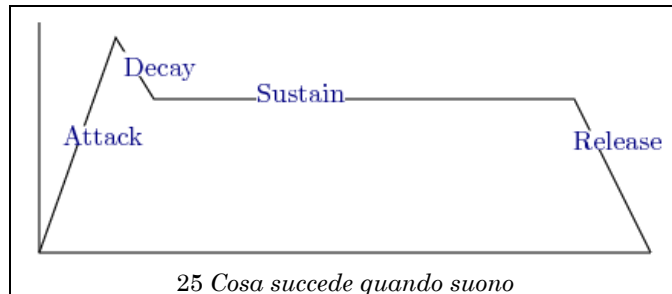 Decay
Sustain
Attack
Release
25 Cosa succede quando suono